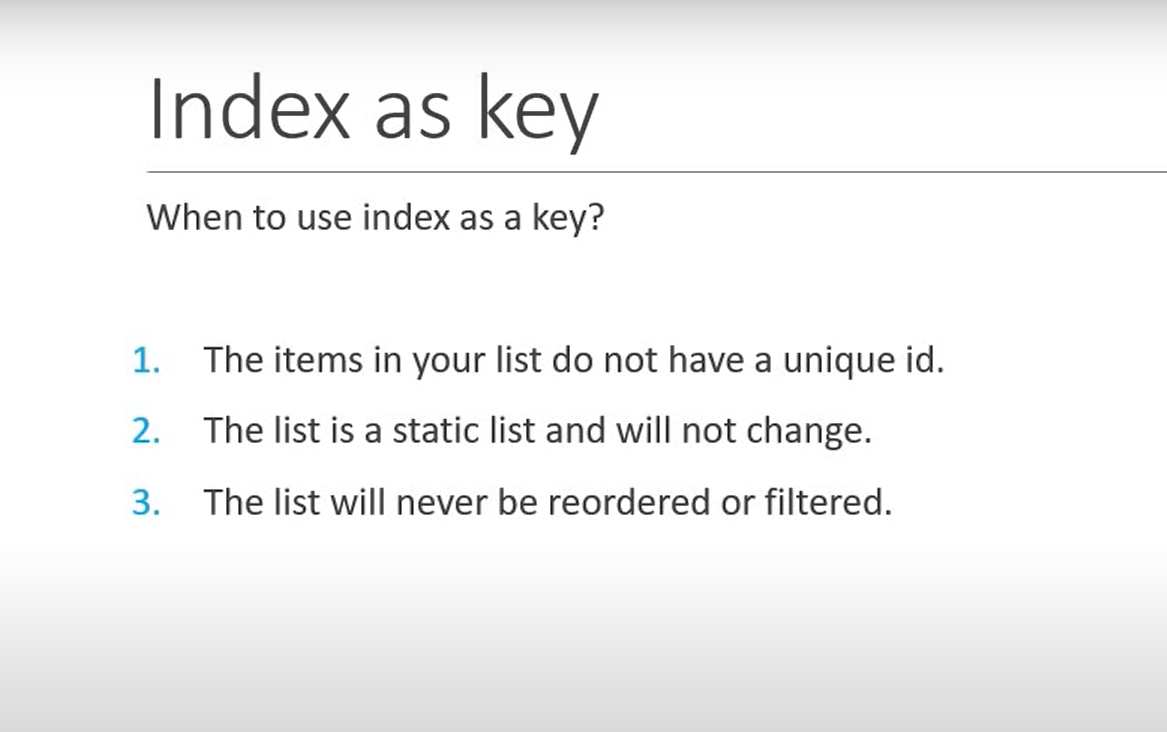 Index as key
When to use index as a key?
1. The items in your list do not have a unique id.
2. The list is a static list and will not change.
3. The list will never be reordered or filtered.